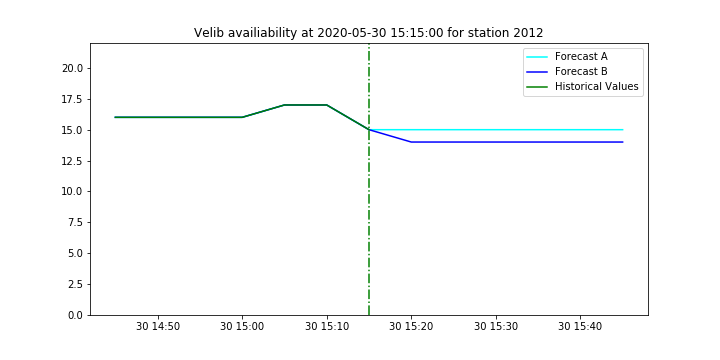 Velib availiability at 2020-05-30 15:15:00 for station 2012
Forecast A
Forecast B
Historical Values
20.0
17.5
15.0
12.5
10.0
7.5
5.0
2.5
0.0
30 14:50 30 15:00 30 15:10 30 15:20 30 15:30 30 15:40